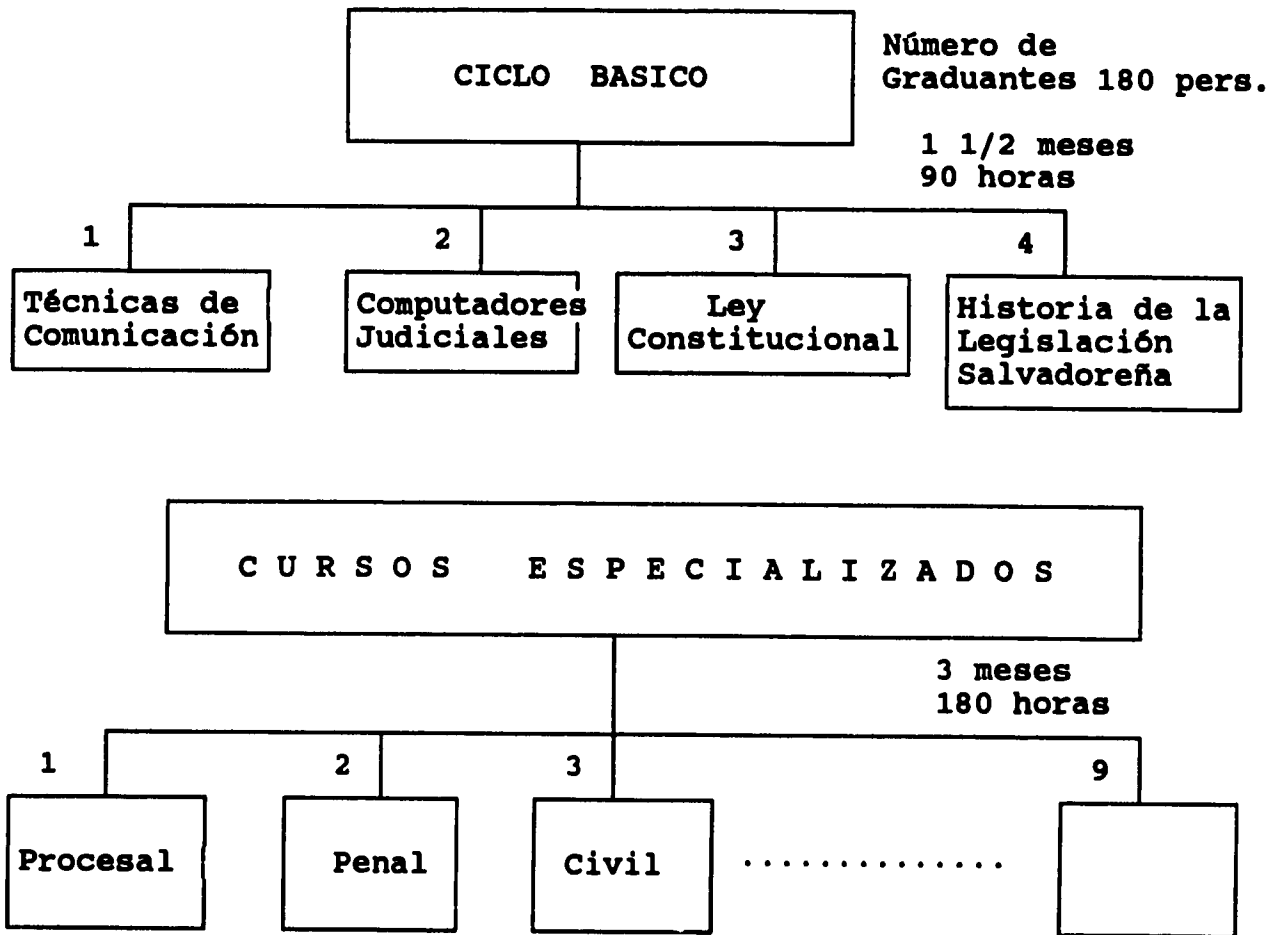 CICLO BASICO
Número de
Graduantes 180 pers.
1 1/2 meses
90 horas
1
2
3
4
Técnicas de
Comunicación
Computadores
Judiciales
Ley
Constitucional
Historia de la
Legislación
Salvadoreña
C U R S O S E S P E C I A L I Z A D O S
3 meses
180 horas
1
2
3
9
Procesal
Penal
Civil
..............